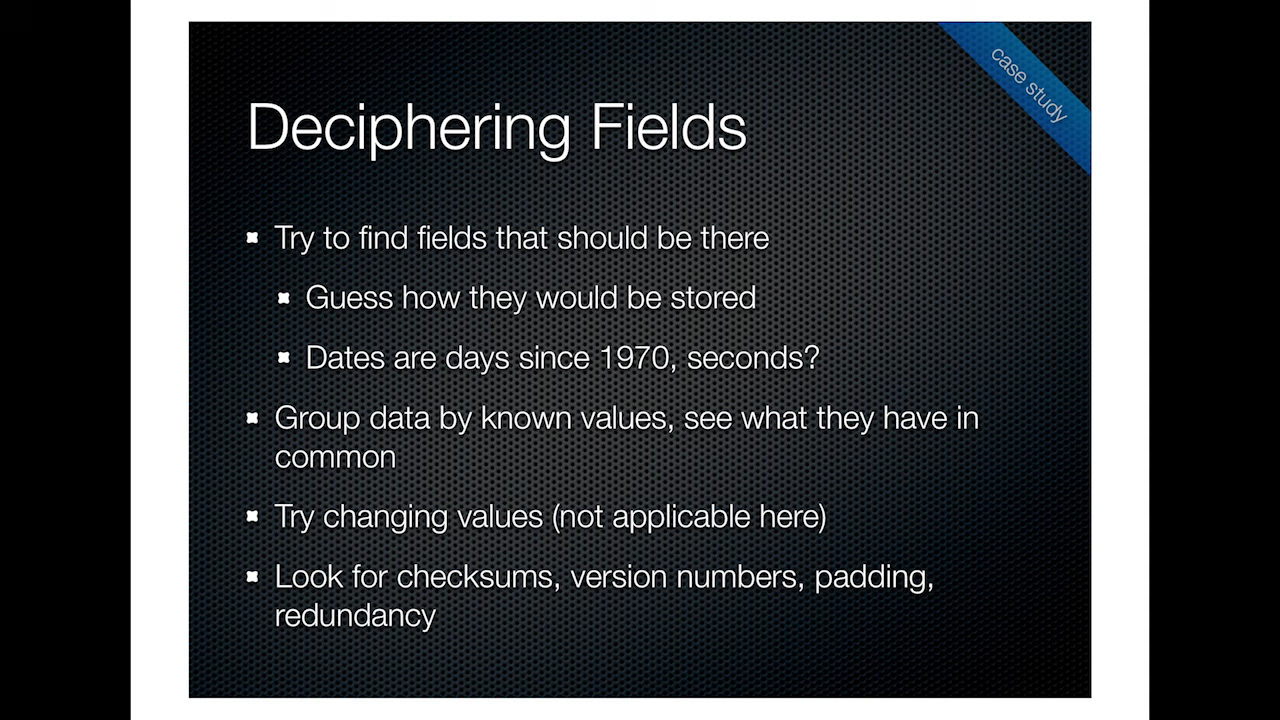 case study
Deciphering Fields
Try to find fields that should be there
Guess how they would be stored
Dates are days since 1970, seconds?
Group data by known values, see what they have in
common
Try changing values (not applicable here)
Look for checksums, version numbers, padding,
redundancy